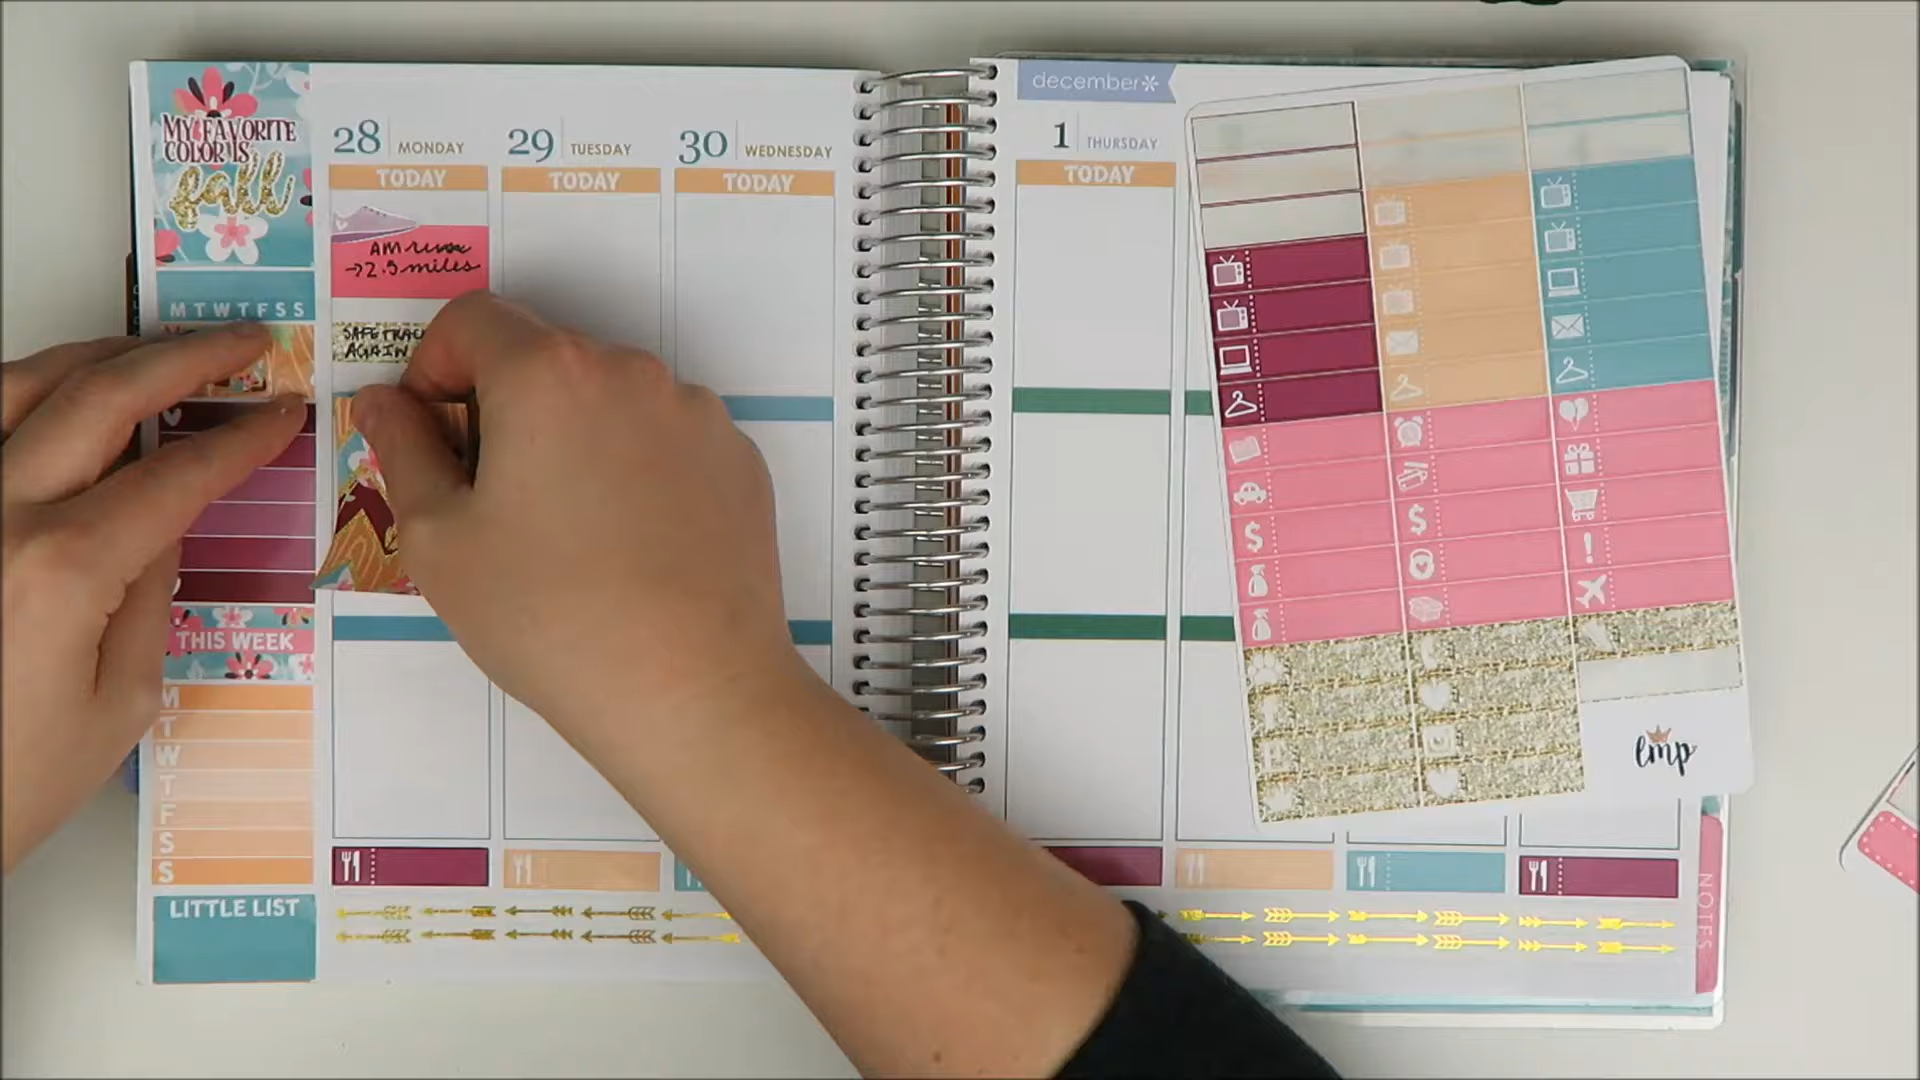 MY FAVORITE
COLOR IS
fall
M T W T F S S
THIS WEEK
M
T
W
T
F
S
S
LITTLE LIST
28 MONDAY
TODAY
AM
→2.5 miles
AGAIN
29 TUESDAY
TODAY
30 WEDNESDAY
TODAY
december*
1 THURSDAY
TODAY
$
$
!
lmp
NOTES